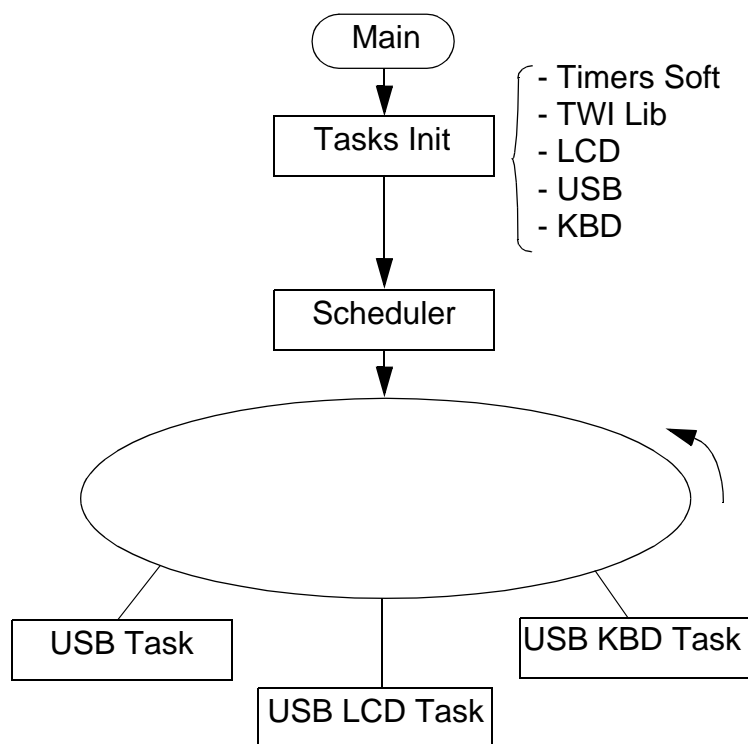 Main
Tasks Init
- Timers Soft
- TWI Lib
- LCD
- USB
- KBD
Scheduler
USB Task
USB LCD Task
USB KBD Task